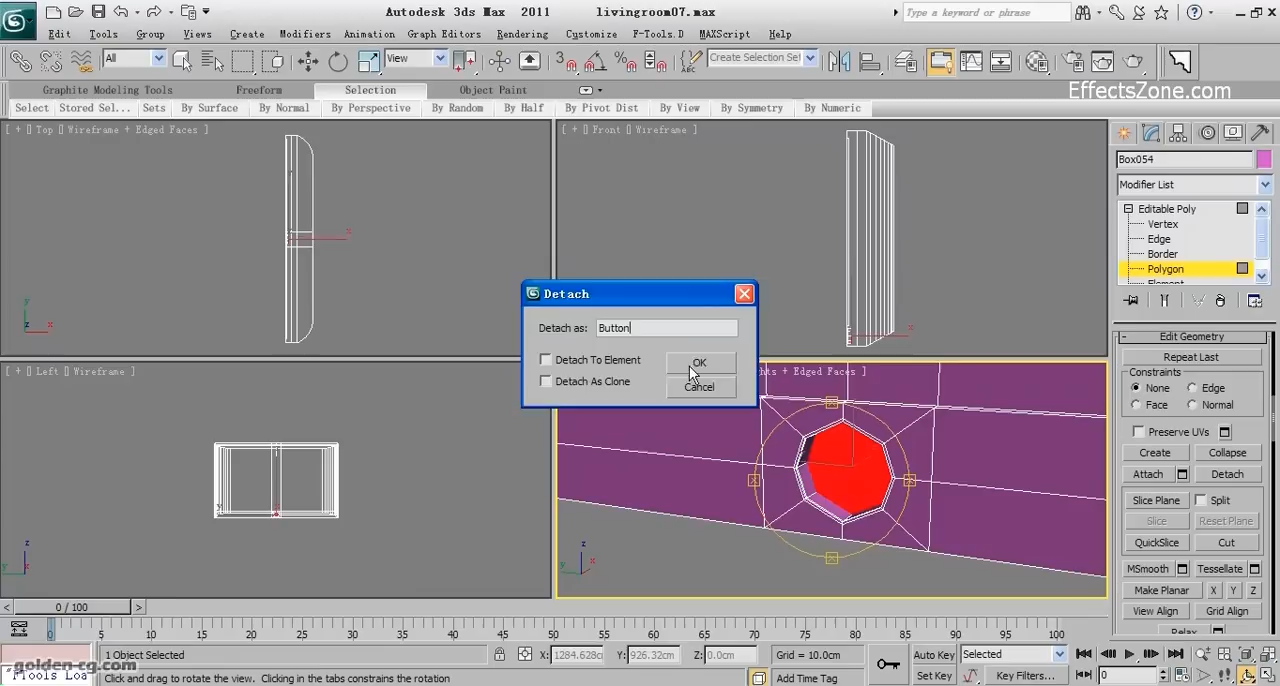 Autodesk 3ds Max 2011 livingroom07.max
Type a keyword or phrase
Edit Tools Group Views Create Modifiers Animation Graph Editors Rendering Customize F-Tools.D MAXScript Help
All View Create Selection Set
Graphite Modeling Tools Freeform Selection Object Paint
EffectsZone.com
Select Stored Sel... Sets By Surface By Normal By Perspective By Random By Half By Pivot Dist By View By Symmetry By Numeric
[ + [] Top [] Wireframe + Edged Faces ]
[ + [] Front [] Wireframe ]
Box054
Modifier List
Editable Poly
Vertex
Edge
Border
Polygon
Element
Detach
Detach as: Button
Detach To Element
OK
Detach As Clone
Cancel
[ + [] Left [] Wireframe ]
+ Edged Faces ]
Edit Geometry
Repeat Last
Constraints
None Edge
Face Normal
Preserve UVs
Create Collapse
Attach Detach
Slice Plane Split
Slice Reset Plane
QuickSlice Cut
MSmooth Tessellate
Make Planar X Y Z
View Align Grid Align
Relax
0 / 100
0 5 10 15 20 25 30 35 40 45 50 55 60 65 70 75 80 85 90 95 100
1 Object Selected X: 1284.628cm Y: 926.32cm Z: 0.0cm Grid = 10.0cm Auto Key Selected
golden-cg.com
Click and drag to rotate the view. Clicking in the tabs constrains the rotation Add Time Tag Set Key Key Filters... 0